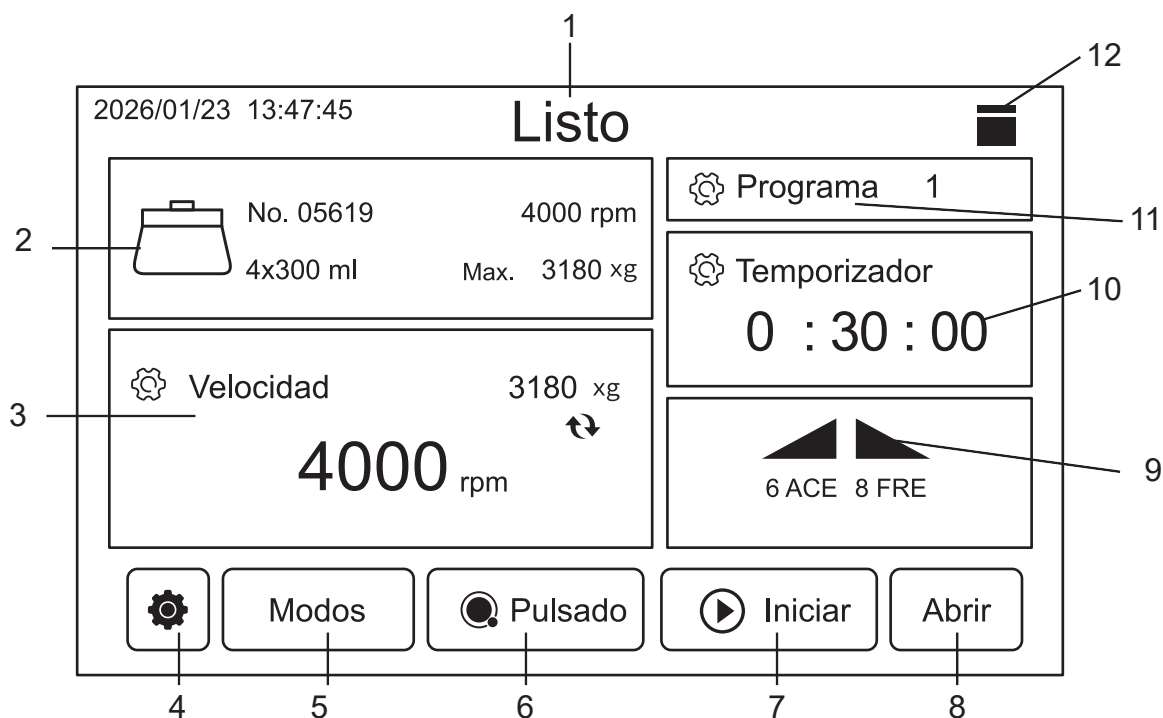 1
12
2026/01/23 13:47:45
Listo
No. 05619 4000 rpm
4x300 ml Max. 3180 xg
2
Programa 1
11
Temporizador
0 : 30 : 00
10
Velocidad 3180 xg
4000 rpm
3
6 ACE 8 FRE
9
Modos
Pulsado
Iniciar
Abrir
4 5 6 7 8